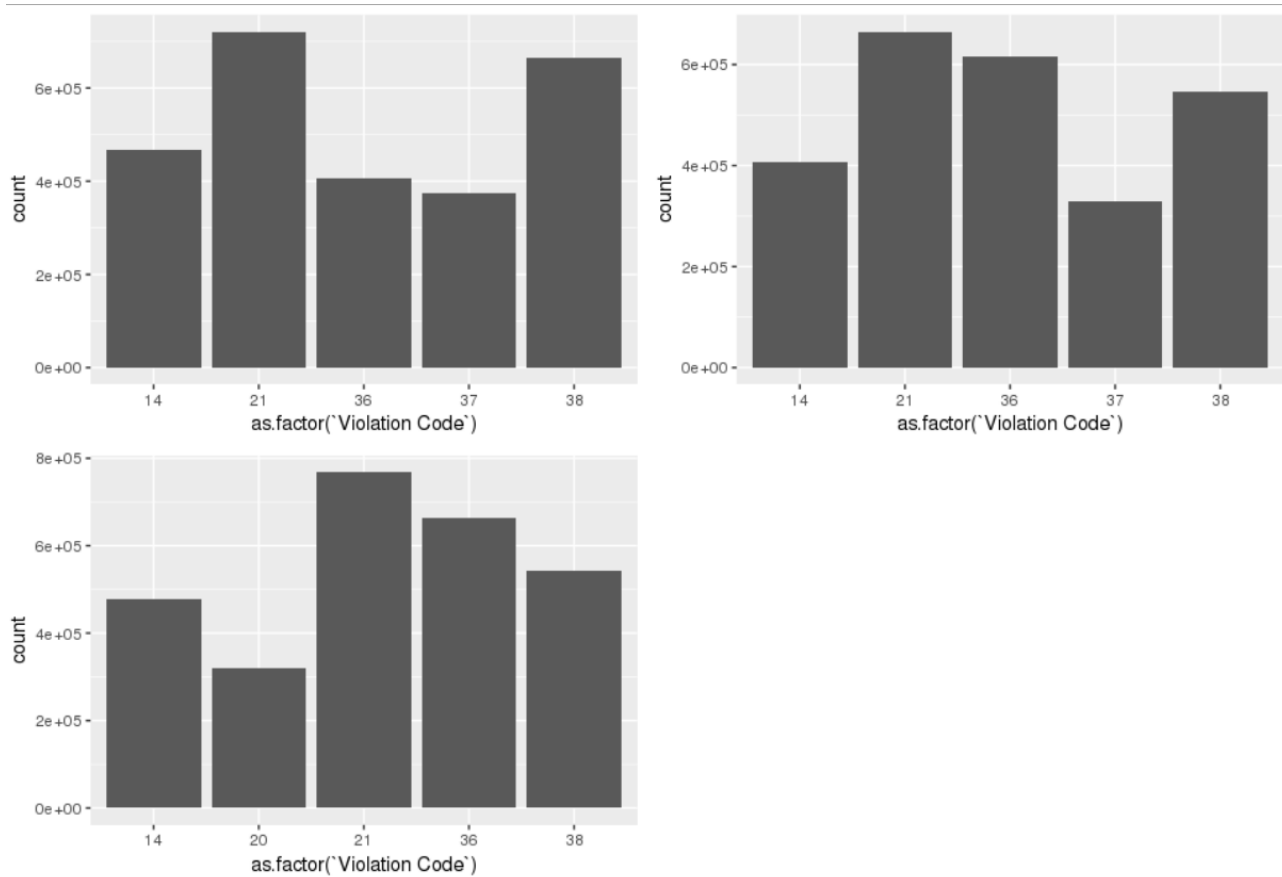 6e+05
4e+05
2e+05
0e+00
count
14 21 36 37 38
as.factor(`Violation Code`)
6e+05
4e+05
2e+05
0e+00
count
14 21 36 37 38
as.factor(`Violation Code`)
8e+05
6e+05
4e+05
2e+05
0e+00
count
14 20 21 36 38
as.factor(`Violation Code`)